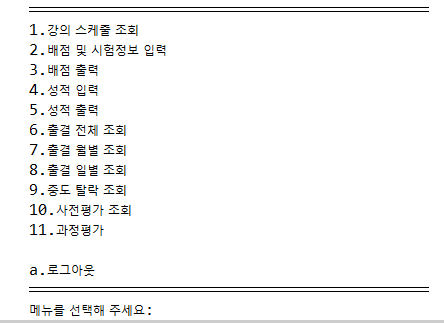 1.강의 스케줄 조회
2.배점 및 시험정보 입력
3.배점 출력
4.성적 입력
5.성적 출력
6.출결 전체 조회
7.출결 월별 조회
8.출결 일별 조회
9.중도 탈락 조회
10.사전평가 조회
11.과정평가
a.로그아웃
메뉴를 선택해 주세요: